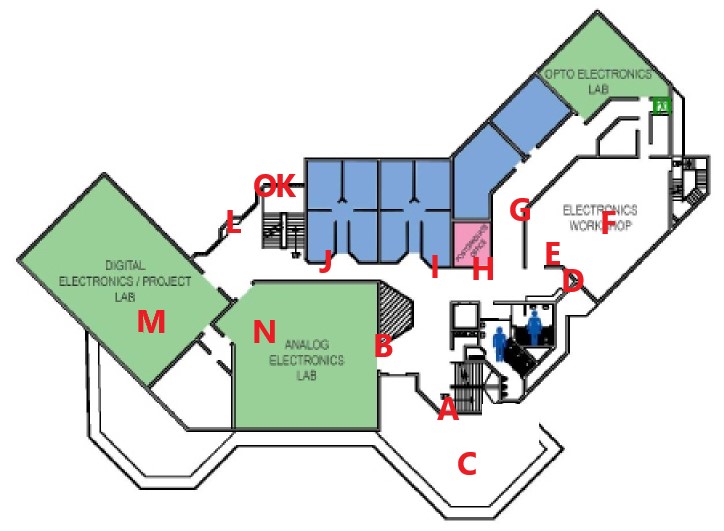 OPTO ELECTRONICS
LAB
OK
L
G
ELECTRONICS
WORKSHOP
F
POSTGRADUATE
OFFICE
E
D
J
I
H
DIGITAL
ELECTRONICS / PROJECT
LAB
M
N
ANALOG
ELECTRONICS
LAB
B
A
C